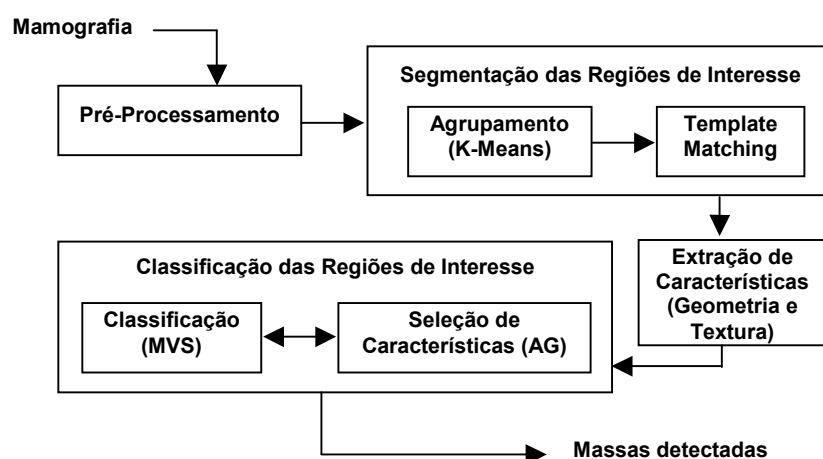 Mamografia
Pré-Processamento
Segmentação das Regiões de Interesse
Agrupamento
(K-Means)
Template
Matching
Extração de
Características
(Geometria e
Textura)
Classificação das Regiões de Interesse
Classificação
(MVS)
Seleção de
Características (AG)
Massas detectadas